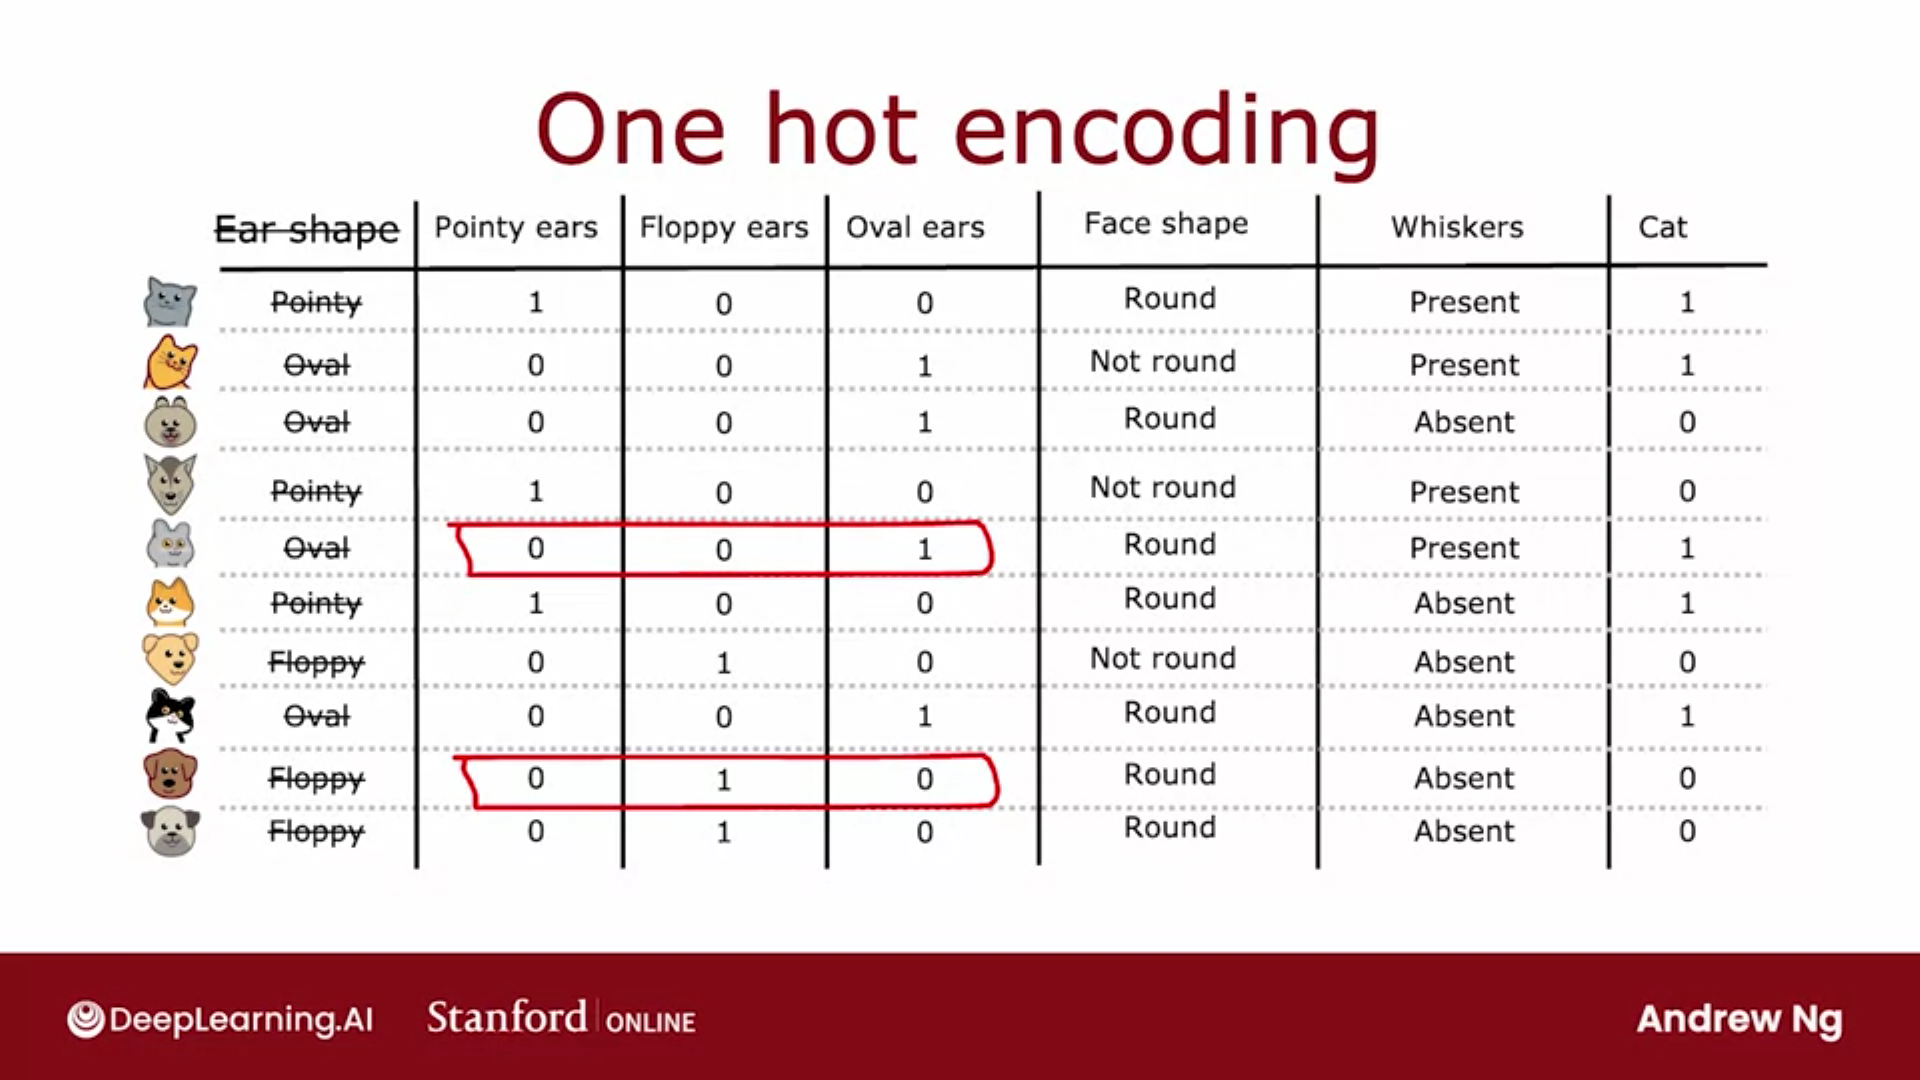 One hot encoding
Ear shape Pointy ears Floppy ears Oval ears Face shape Whiskers Cat
Pointy 1 0 0 Round Present 1
Oval 0 0 1 Not round Present 1
Oval 0 0 1 Round Absent 0
Pointy 1 0 0 Not round Present 0
Oval 0 0 1 Round Present 1
Pointy 1 0 0 Round Absent 1
Floppy 0 1 0 Not round Absent 0
Oval 0 0 1 Round Absent 1
Floppy 0 1 0 Round Absent 0
Floppy 0 1 0 Round Absent 0
DeepLearning.AI Stanford ONLINE Andrew Ng